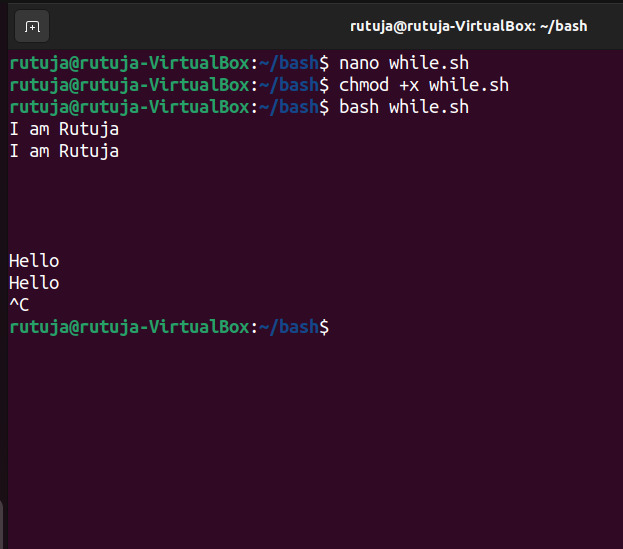 rutuja@rutuja-VirtualBox: ~/bash
rutuja@rutuja-VirtualBox:~/bash$ nano while.sh
rutuja@rutuja-VirtualBox:~/bash$ chmod +x while.sh
rutuja@rutuja-VirtualBox:~/bash$ bash while.sh
I am Rutuja
I am Rutuja
Hello
Hello
^C
rutuja@rutuja-VirtualBox:~/bash$